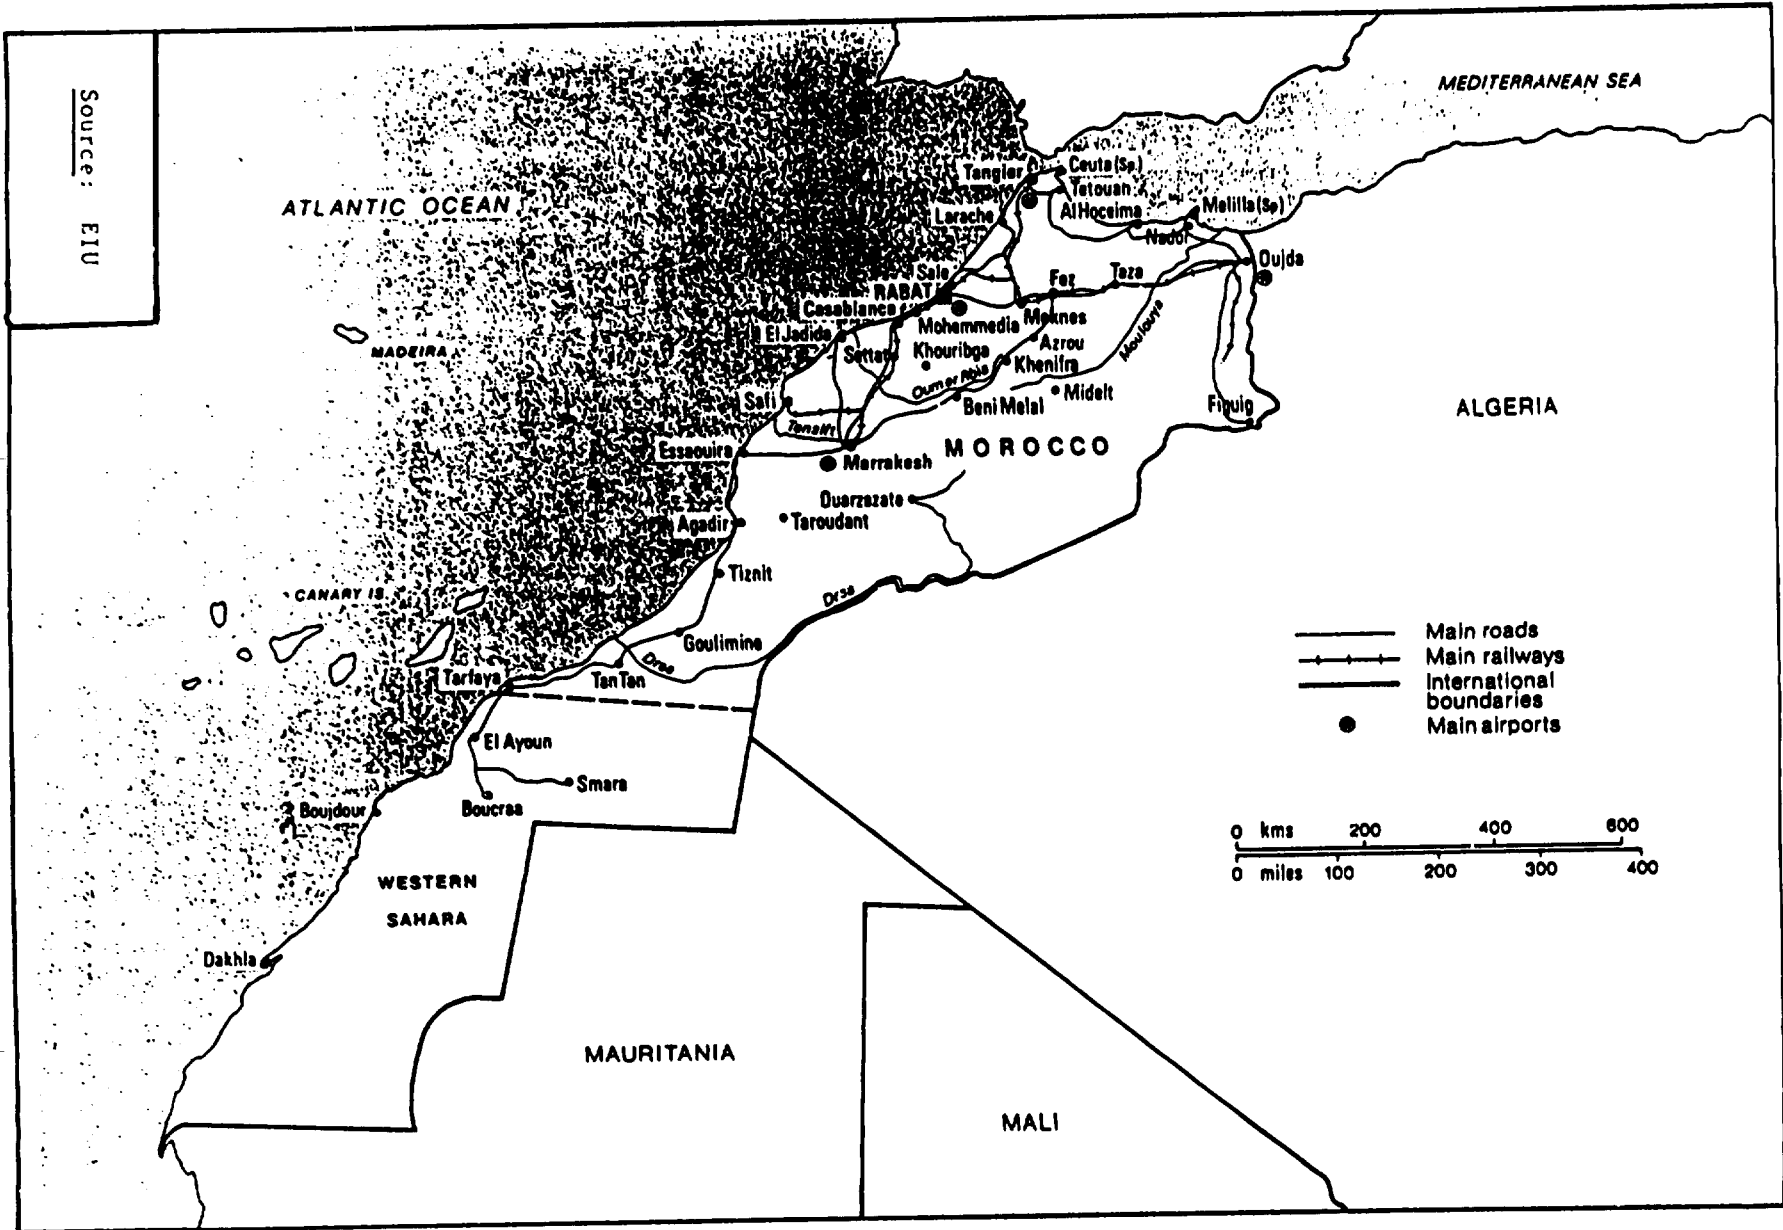 Source: EIU
MEDITERRANEAN SEA
ATLANTIC OCEAN
Tangier
Ceuta (Sp)
Tetouan
Larache
Al Hoceima
Melilla (Sp)
Nador
Oujda
Sale
RABAT
Fez
Taza
Casablanca
Mohammedia
Meknes
El Jadida
Settat
Khouribga
Azrou
Khenifra
Moulouya
MADEIRA
Oum er Rbia
Beni Melal
Midelt
Safi
Figuig
ALGERIA
Tensift
Essaouira
MOROCCO
Marrakesh
Ouarzazate
Agadir
Taroudant
Tiznit
CANARY IS.
Draa
Goulimine
Draa
Tarfaya
Tan Tan
Main roads
Main railways
International
boundaries
Main airports
El Ayoun
Smara
Boujdour
Boucraa
0 kms 200 400 600
0 miles 100 200 300 400
WESTERN
SAHARA
Dakhla
MAURITANIA
MALI